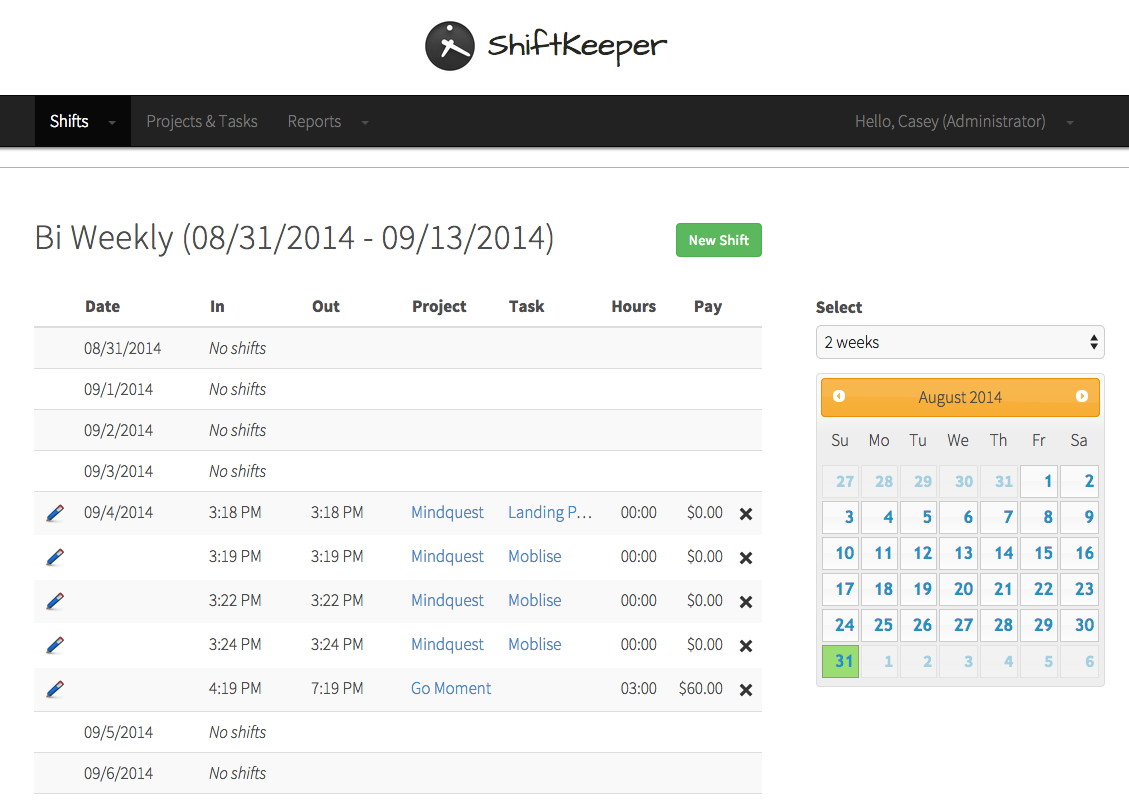 ShiftKeeper
Shifts Projects & Tasks Reports Hello, Casey (Administrator)
Bi Weekly (08/31/2014 - 09/13/2014)
New Shift
Date In Out Project Task Hours Pay
08/31/2014 No shifts
09/1/2014 No shifts
09/2/2014 No shifts
09/3/2014 No shifts
09/4/2014 3:18 PM 3:18 PM Mindquest Landing P... 00:00 $0.00
3:19 PM 3:19 PM Mindquest Moblise 00:00 $0.00
3:22 PM 3:22 PM Mindquest Moblise 00:00 $0.00
3:24 PM 3:24 PM Mindquest Moblise 00:00 $0.00
4:19 PM 7:19 PM Go Moment 03:00 $60.00
09/5/2014 No shifts
09/6/2014 No shifts
Select
2 weeks
August 2014
Su Mo Tu We Th Fr Sa
27 28 29 30 31 1 2
3 4 5 6 7 8 9
10 11 12 13 14 15 16
17 18 19 20 21 22 23
24 25 26 27 28 29 30
31 1 2 3 4 5 6